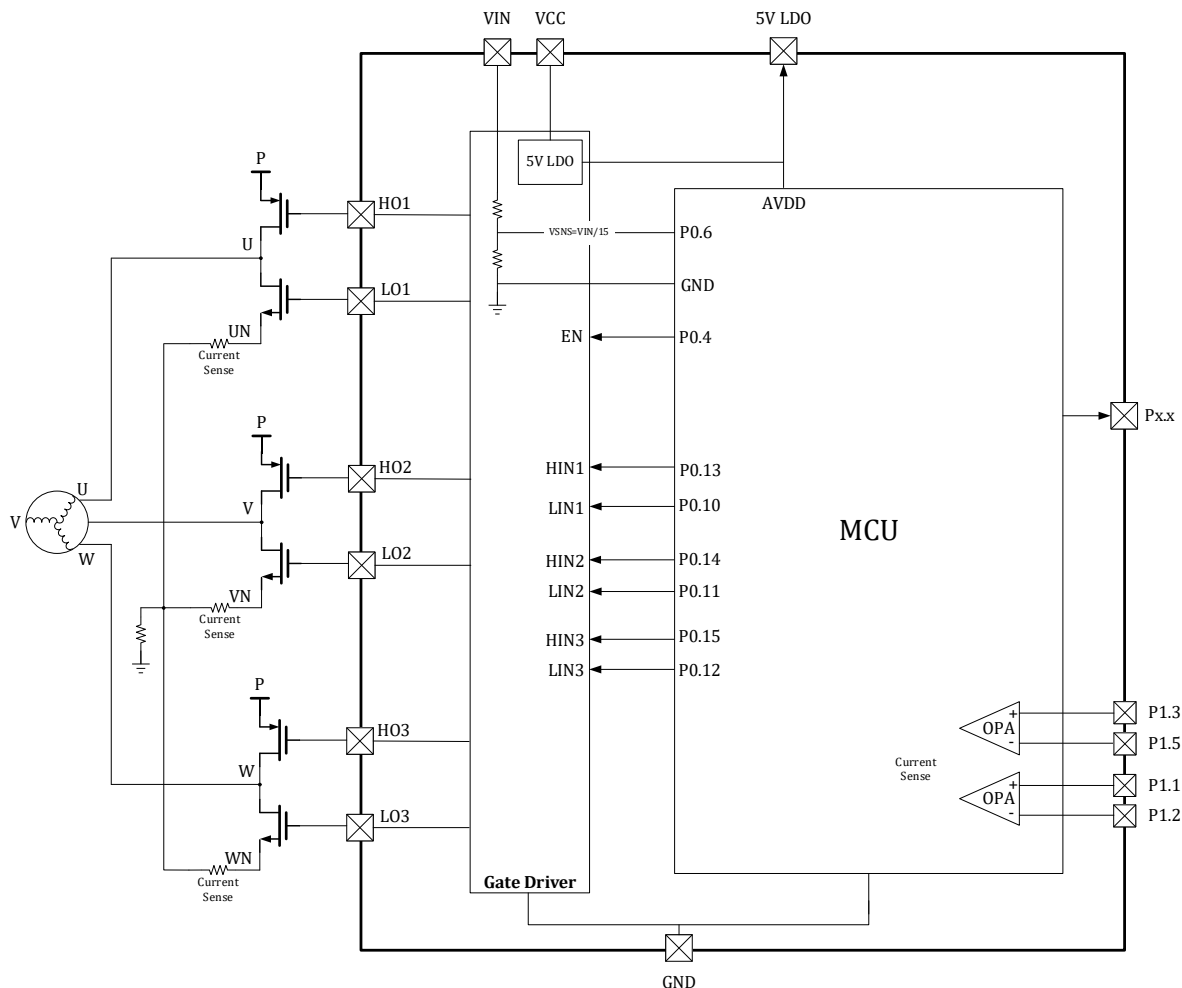 VIN
VCC
5V LDO
P
5V LDO
AVDD
HO1
U
VSNS=VIN/15
P0.6
LO1
GND
UN
Current
Sense
EN
P0.4
Px.x
P
HO2
HIN1
P0.13
U
V
LIN1
P0.10
V
MCU
W
LO2
HIN2
P0.14
LIN2
P0.11
VN
Current
Sense
HIN3
P0.15
LIN3
P0.12
P
HO3
W
+
OPA
-
P1.3
P1.5
Current
Sense
+
OPA
-
P1.1
P1.2
LO3
WN
Current
Sense
Gate Driver
GND